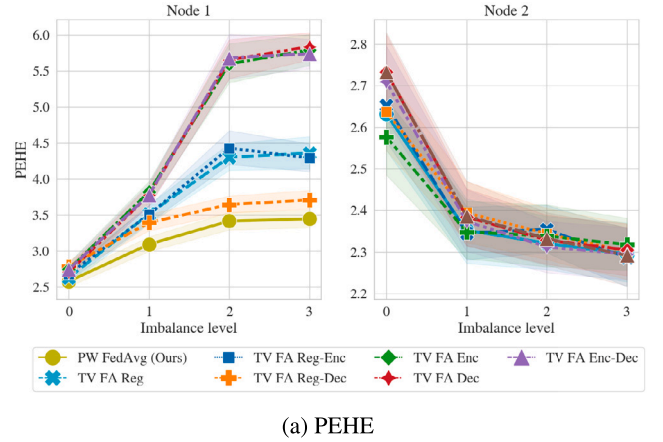 Node 1
Node 2
PEHE
6.0
5.5
5.0
4.5
4.0
3.5
3.0
2.5
0 1 2 3
Imbalance level
2.8
2.7
2.6
2.5
2.4
2.3
2.2
0 1 2 3
Imbalance level
PW FedAvg (Ours) TV FA Reg-Enc TV FA Enc TV FA Enc-Dec
TV FA Reg TV FA Reg-Dec TV FA Dec
(a) PEHE